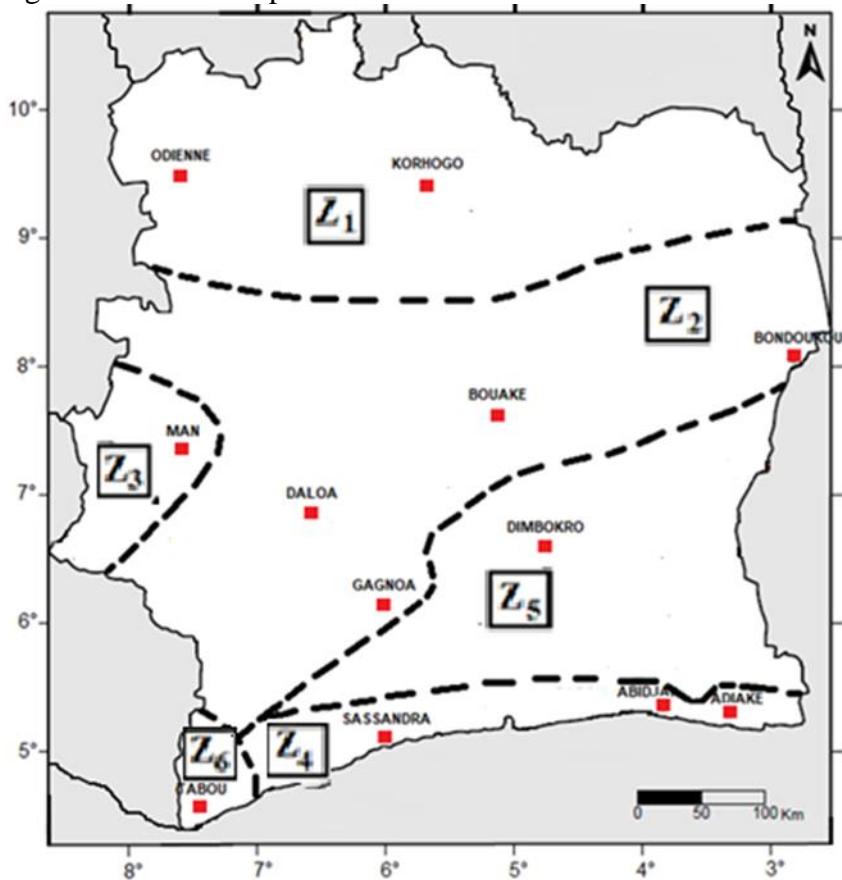 N
10°
ODIENNE
KORHOGO
Z1
9°
Z2
BONDOUKOU
8°
BOUAKE
MAN
Z3
7°
DALOA
DIMBOKRO
GAGNOA
Z5
6°
ABIDJA
ADIAKE
SASSANDRA
5°
Z6
Z4
TABOU
0 50 100 Km
8° 7° 6° 5° 4° 3°